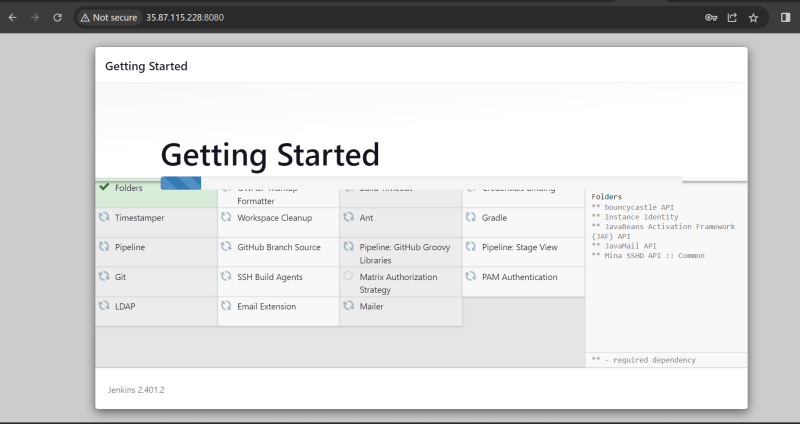 Not secure 35.87.115.228:8080
Getting Started
Getting Started
Folders
Formatter
Build Timeout
Credentials Binding
Timestamper
Workspace Cleanup
Ant
Gradle
Pipeline
GitHub Branch Source
Pipeline: GitHub Groovy
Libraries
Pipeline: Stage View
Git
SSH Build Agents
Matrix Authorization
Strategy
PAM Authentication
LDAP
Email Extension
Mailer
Folders
** bouncycastle API
** Instance Identity
** JavaBeans Activation Framework
(JAF) API
** JavaMail API
** Mina SSHD API :: Common
** - required dependency
Jenkins 2.401.2